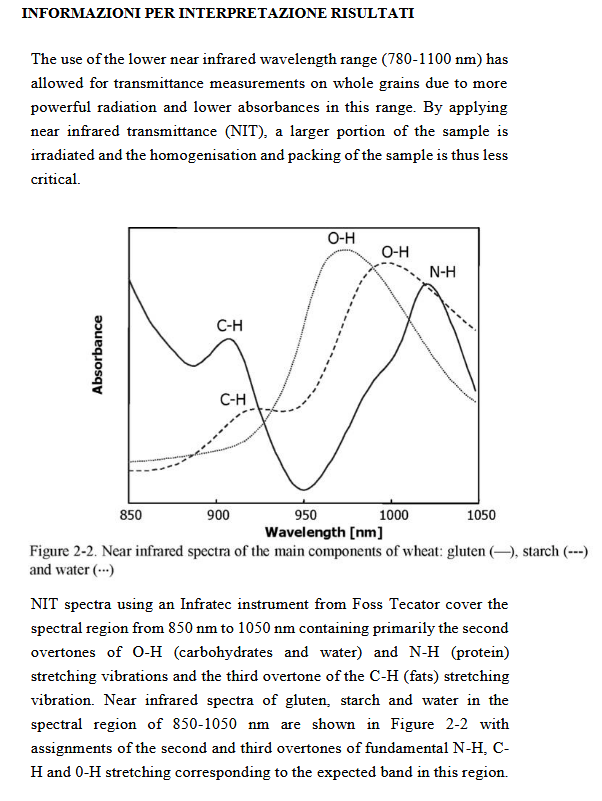 INFORMAZIONI PER INTERPRETAZIONE RISULTATI
The use of the lower near infrared wavelength range (780-1100 nm) has
allowed for transmittance measurements on whole grains due to more
powerful radiation and lower absorbances in this range. By applying
near infrared transmittance (NIT), a larger portion of the sample is
irradiated and the homogenisation and packing of the sample is thus less
critical.
O-H
O-H
N-H
C-H
C-H
Absorbance
850 900 950 1000 1050
Wavelength [nm]
Figure 2-2. Near infrared spectra of the main components of wheat: gluten (—), starch (---)
and water (···)
NIT spectra using an Infratec instrument from Foss Tecator cover the
spectral region from 850 nm to 1050 nm containing primarily the second
overtones of O-H (carbohydrates and water) and N-H (protein)
stretching vibrations and the third overtone of the C-H (fats) stretching
vibration. Near infrared spectra of gluten, starch and water in the
spectral region of 850-1050 nm are shown in Figure 2-2 with
assignments of the second and third overtones of fundamental N-H, C-
H and 0-H stretching corresponding to the expected band in this region.